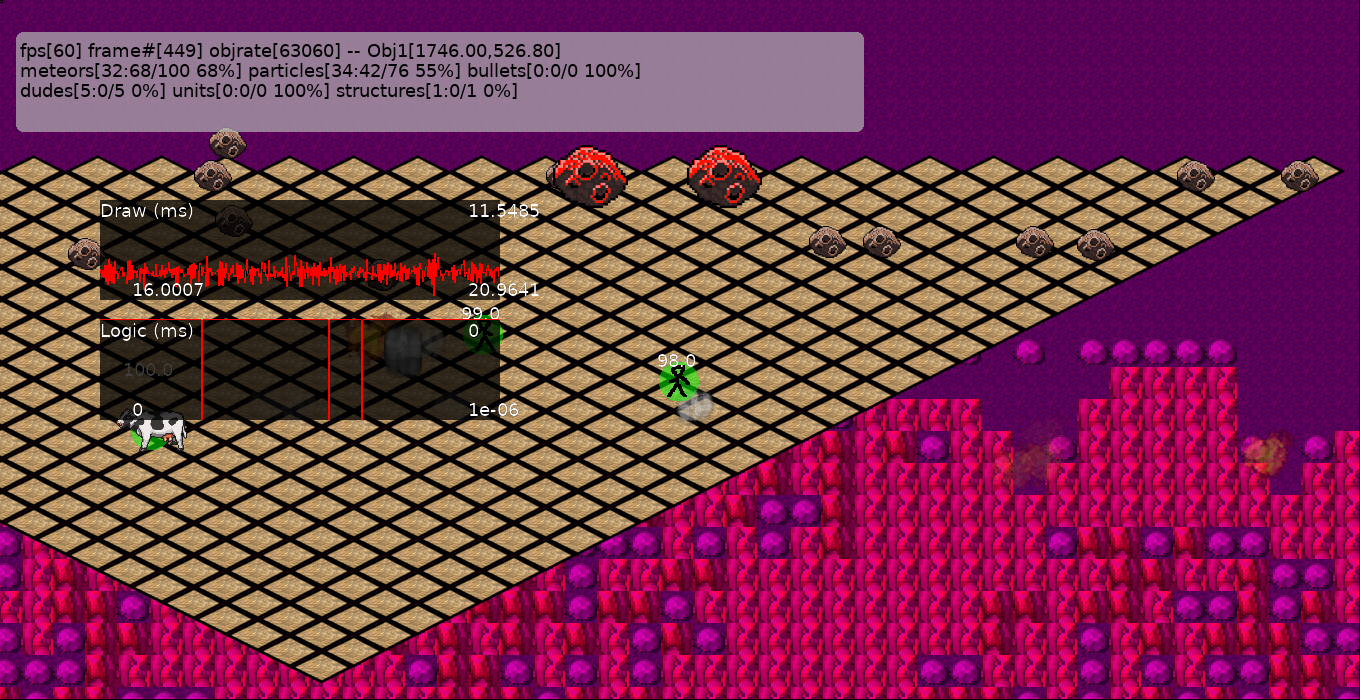 fps[60] frame#[449] objrate[63060] -- Obj1[1746.00,526.80]
meteors[32:68/100 68%] particles[34:42/76 55%] bullets[0:0/0 100%]
dudes[5:0/5 0%] units[0:0/0 100%] structures[1:0/1 0%]
Draw (ms) 11.5485
16.0007 20.9641
99.0
Logic (ms) 0
98.0
100.0
0 1e-06